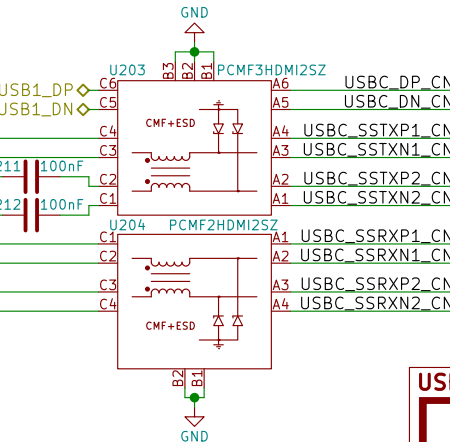 GND
B3 B2 B1
U203 PCMF3HDMI2SZ
USB1_DP C6 A6 USBC_DP_CN
USB1_DN C5 A5 USBC_DN_CN
CMF+ESD
C4 A4 USBC_SSTXP1_CN
C3 A3 USBC_SSTXN1_CN
211 100nF
C2 A2 USBC_SSTXP2_CN
212 100nF C1 A1 USBC_SSTXN2_CN
U204 PCMF2HDMI2SZ
C1 A1 USBC_SSRXP1_CN
C2 A2 USBC_SSRXN1_CN
C3 A3 USBC_SSRXP2_CN
C4 A4 USBC_SSRXN2_CN
CMF+ESD
B2 B1
GND